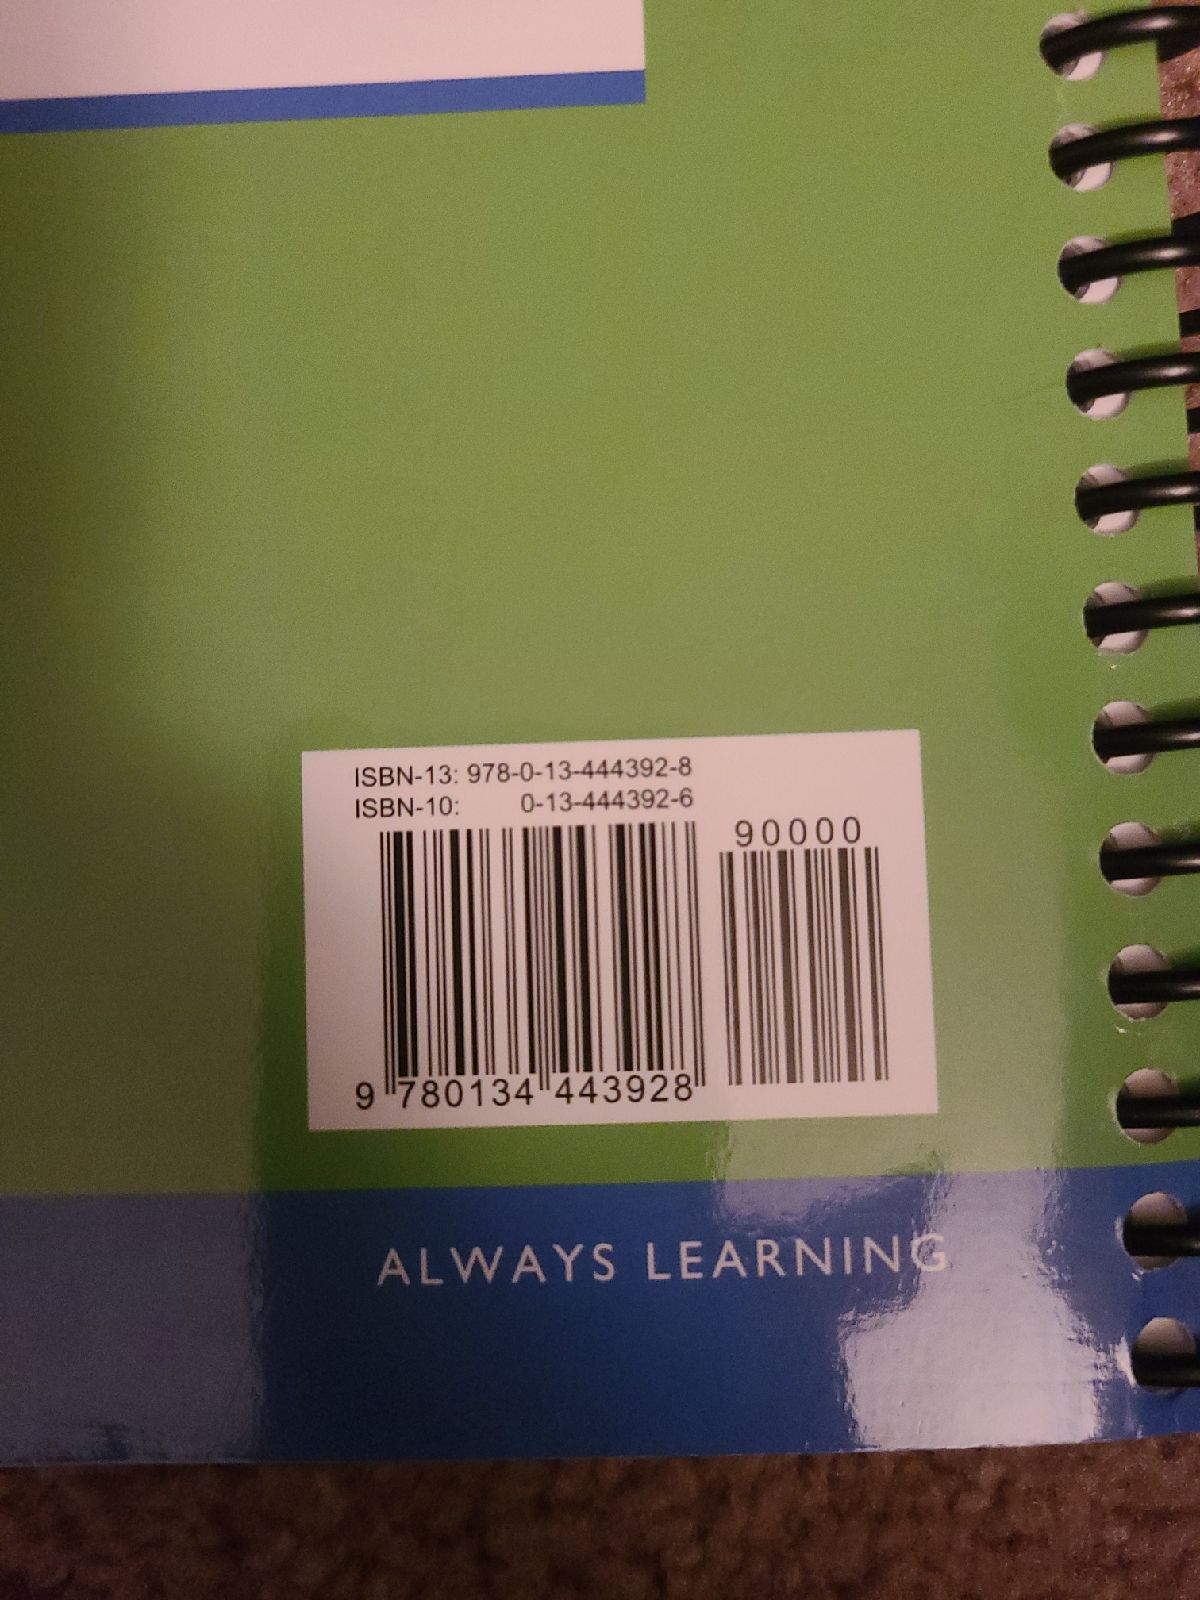 ISBN-13: 978-0-13-444392-8
ISBN-10: 0-13-444392-6
90000
9 780134 443928
ALWAYS LEARNING